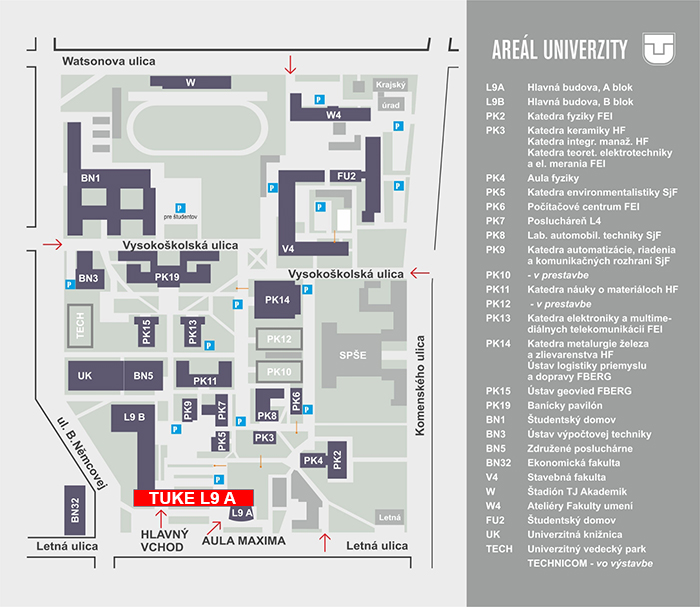 Watsonova ulica
W
Krajský
úrad
P
W4
P
BN1
FU2
P
P
pre študentov
P
P
V4
Vysokoškolská ulica
Vysokoškolská ulica
BN3
P
PK19
PK14
P
TECH
PK15
PK13
P
PK12
P
SPŠE
UK
BN5
PK11
PK10
Komenského ulica
L9 B
PK9
PK7
PK8
PK6
P
P
P
PK5
PK3
PK4
PK2
ul. B.Němcovej
P
BN32
TUKE L9 A
L9 A
Letná
HLAVNÝ
VCHOD
AULA MAXIMA
Letná ulica
Letná ulica
AREÁL UNIVERZITY
L9A Hlavná budova, A blok
L9B Hlavná budova, B blok
PK2 Katedra fyziky FEI
PK3 Katedra keramiky HF
Katedra integr. manaž. HF
Katedra teoret. elektrotechniky
a el. merania FEI
PK4 Aula fyziky
PK5 Katedra environmentalistiky SjF
PK6 Počítačové centrum FEI
PK7 Poslucháreň L4
PK8 Lab. automobil. techniky SjF
PK9 Katedra automatizácie, riadenia
a komunikačných rozhraní SjF
PK10 - v prestavbe
PK11 Katedra náuky o materiáloch HF
PK12 - v prestavbe
PK13 Katedra elektroniky a multime-
diálnych telekomunikácii FEI
PK14 Katedra metalurgie železa
a zlievarenstva HF
Ústav logistiky priemyslu
a dopravy FBERG
PK15 Ústav geovied FBERG
PK19 Banícky pavilón
BN1 Študentský domov
BN3 Ústav výpočtovej techniky
BN5 Združené posluchárne
BN32 Ekonomická fakulta
V4 Stavebná fakulta
W Štadión TJ Akademik
W4 Ateliéry Fakulty umení
FU2 Študentský domov
UK Univerzitná knižnica
TECH Univerzitný vedecký park
TECHNICOM - vo výstavbe